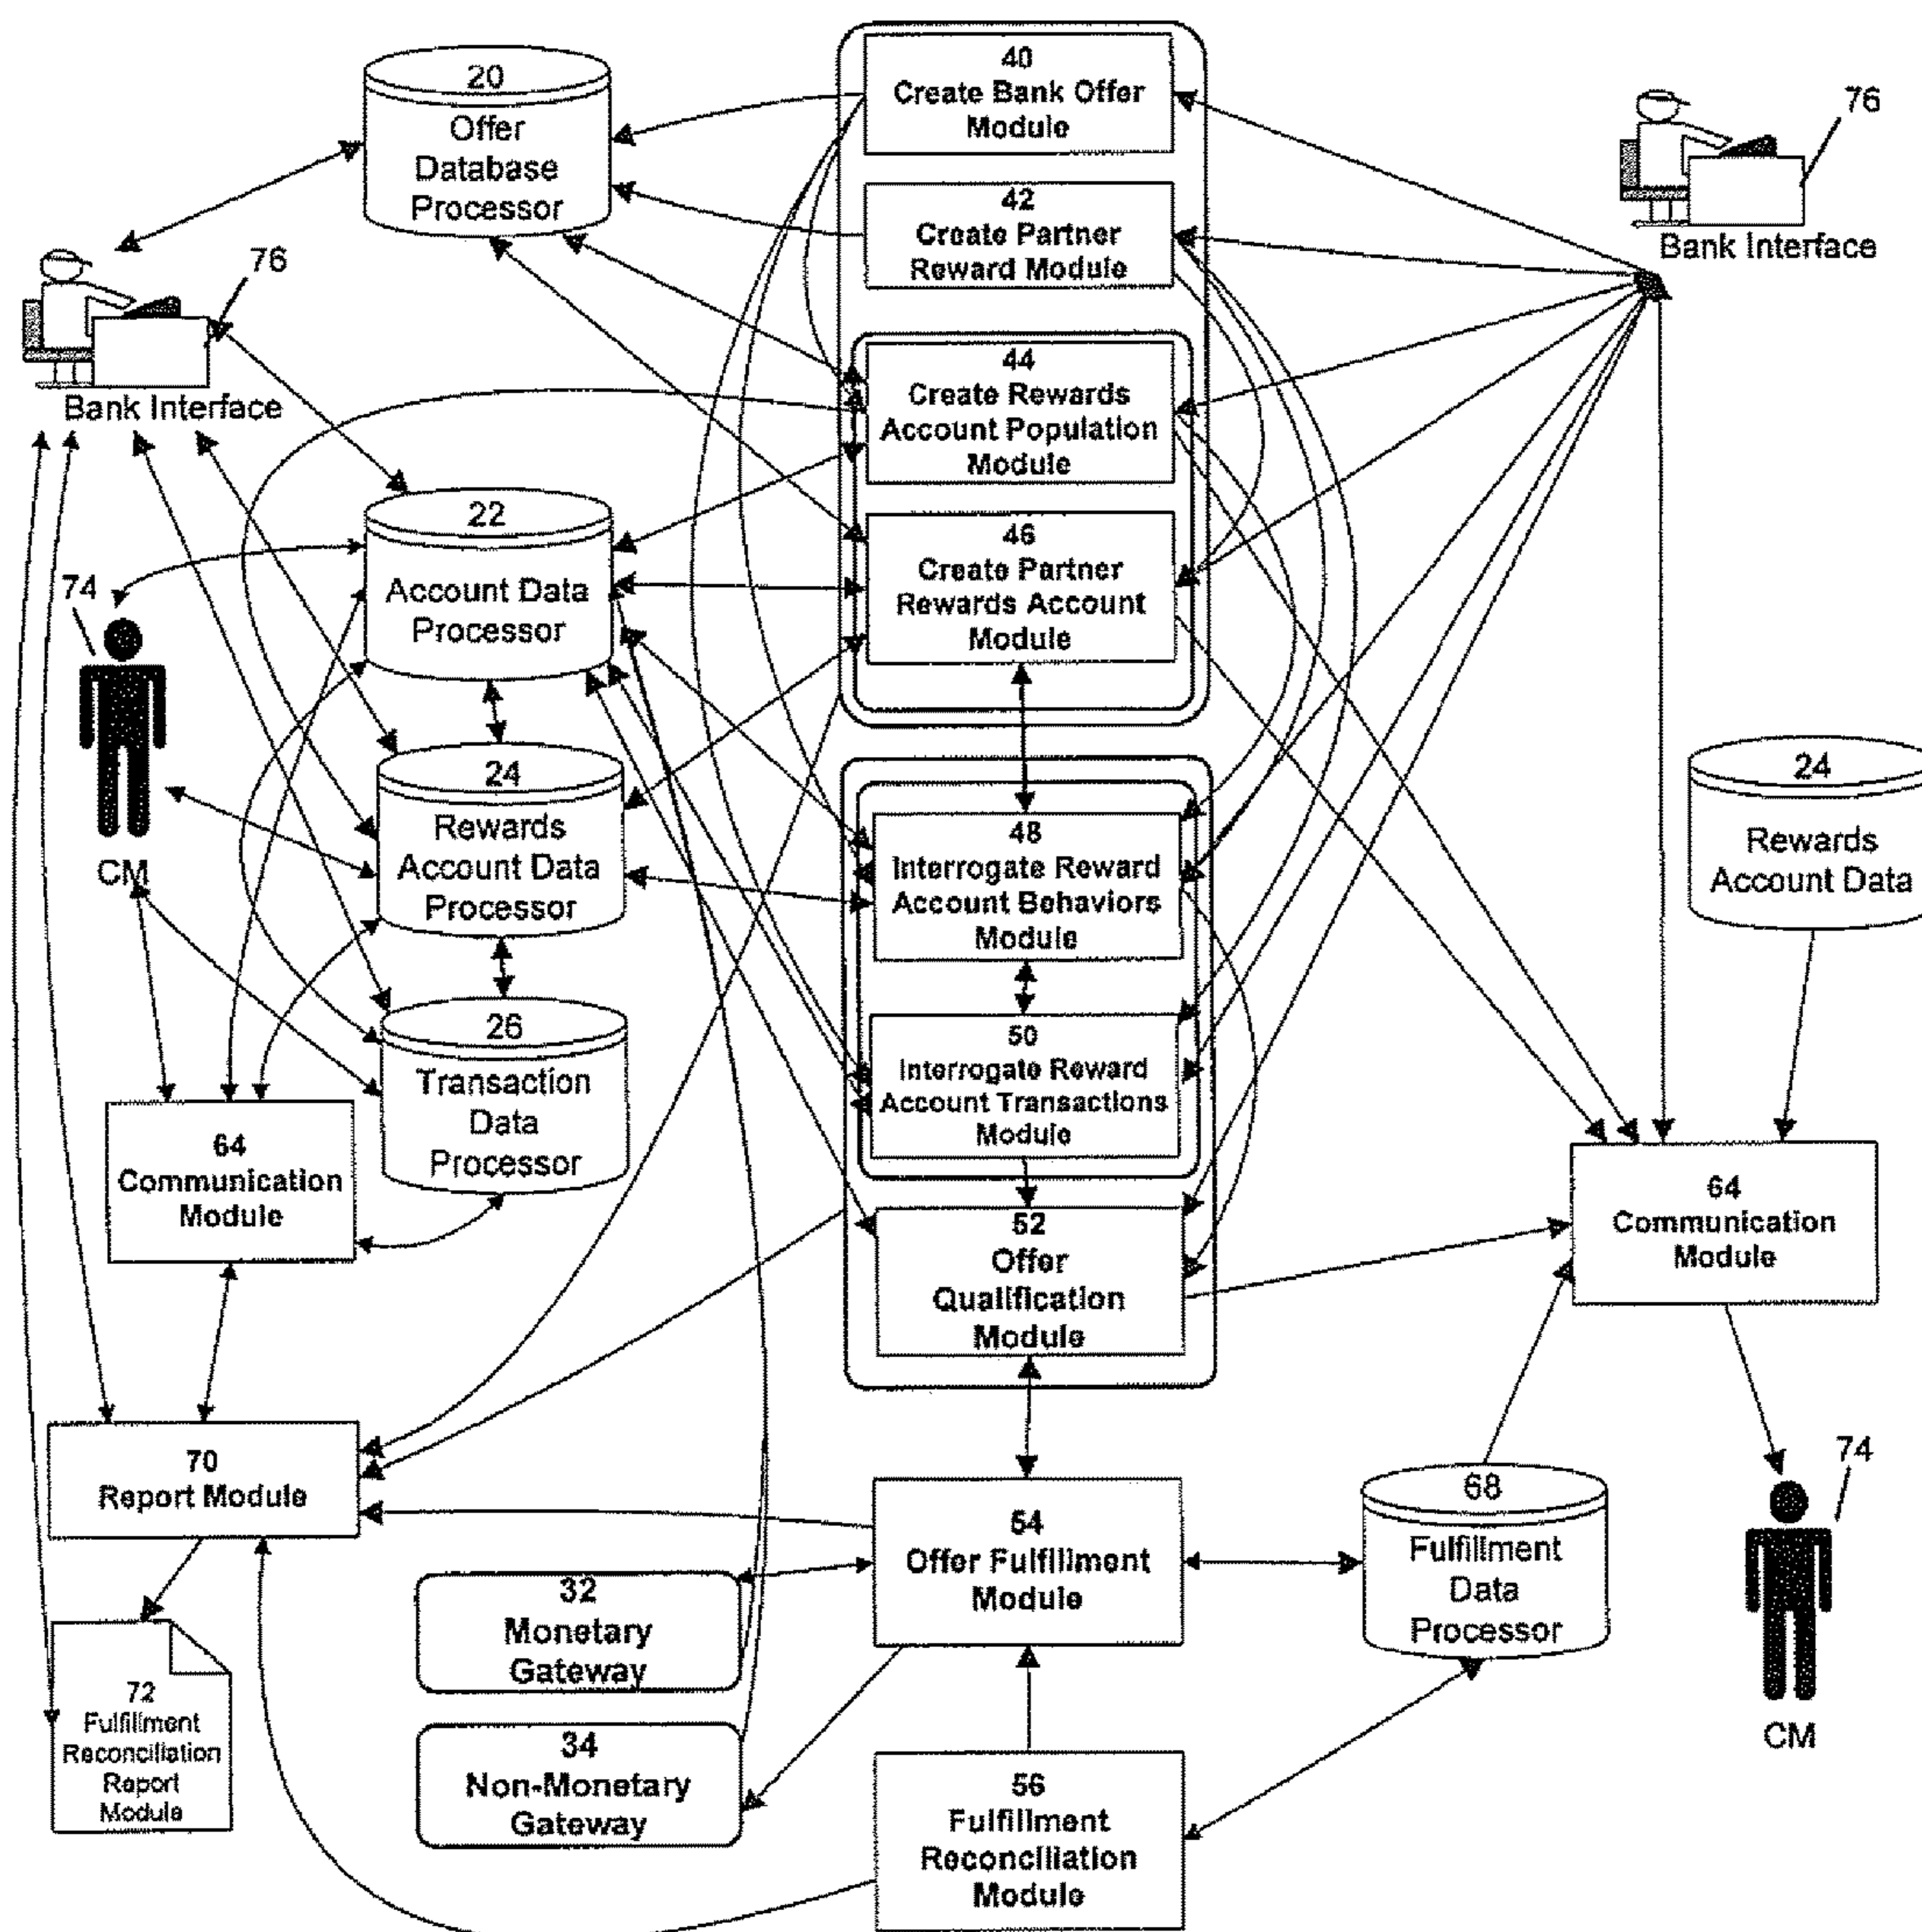 20
Offer
Database
Processor
40
Create Bank Offer
Module
42
Create Partner
Reward Module
44
Create Rewards
Account Population
Module
46
Create Partner
Rewards Account
Module
76
Bank Interface
76
Bank Interface
22
Account Data
Processor
74
CM
24
Rewards
Account Data
Processor
26
Transaction
Data
Processor
48
Interrogate Reward
Account Behaviors
Module
50
Interrogate Reward
Account Transactions
Module
52
Offer
Qualification
Module
24
Rewards
Account Data
64
Communication
Module
64
Communication
Module
70
Report Module
72
Fulfillment
Reconciliation
Report
Module
32
Monetary
Gateway
34
Non-Monetary
Gateway
54
Offer Fulfillment
Module
56
Fulfillment
Reconciliation
Module
68
Fulfillment
Data
Processor
74
CM